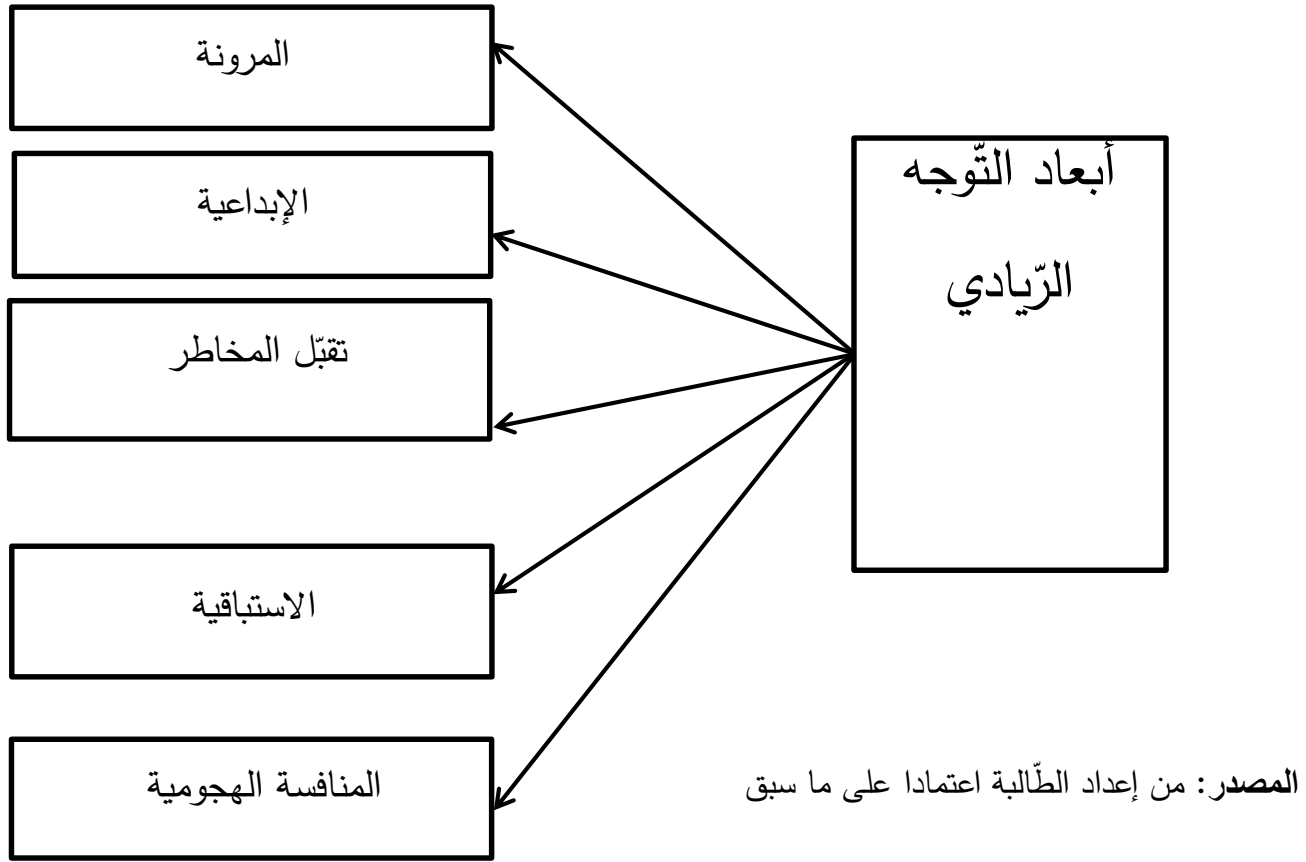 أبعاد التّوجه
الرّيادي
المرونة
الإبداعية
تقبّل المخاطر
الاستباقية
المنافسة الهجومية
المصدر: من إعداد الطّالبة اعتمادا على ما سبق